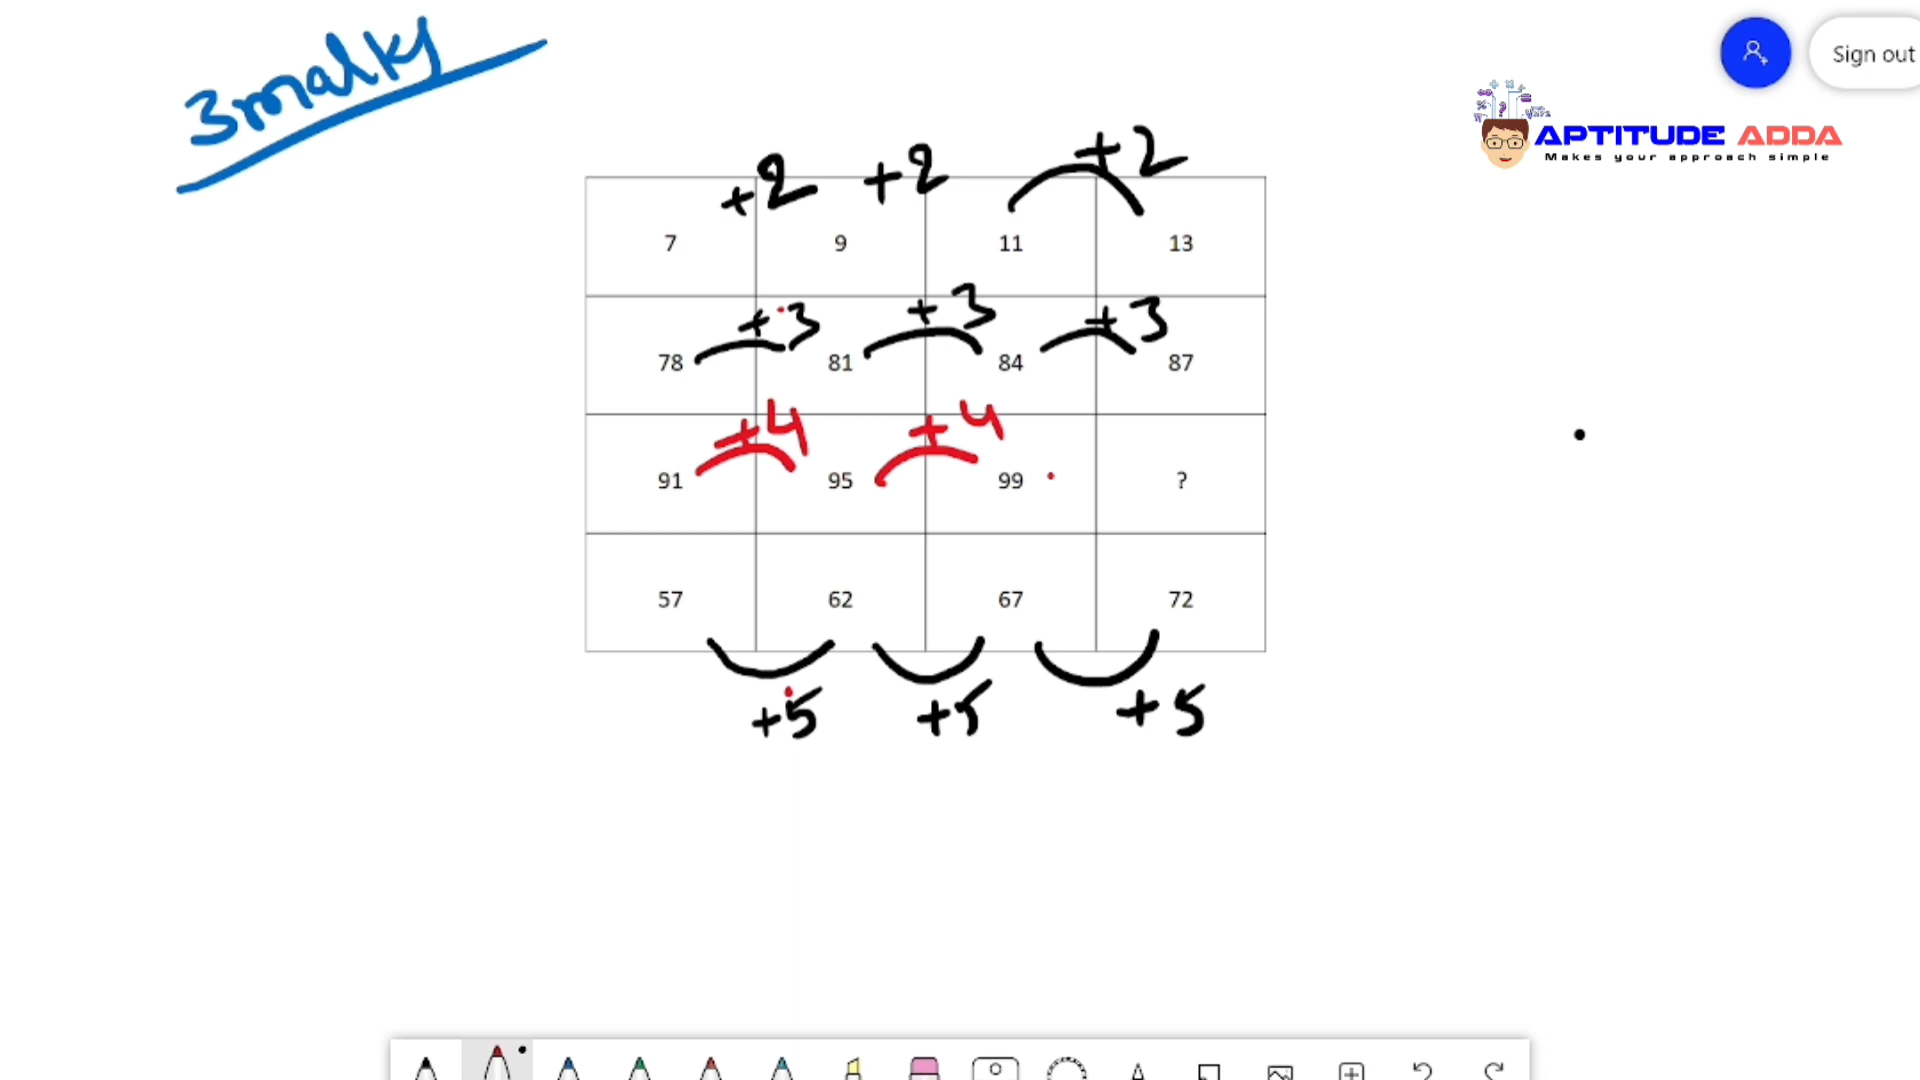 Sign out
APTITUDE ADDA
Makes your approach simple
+2 +2 +2
7 9 11 13
+3 +3 +3
78 81 84 87
+4 +4
91 95 99 ?
57 62 67 72
+5 +5 +5